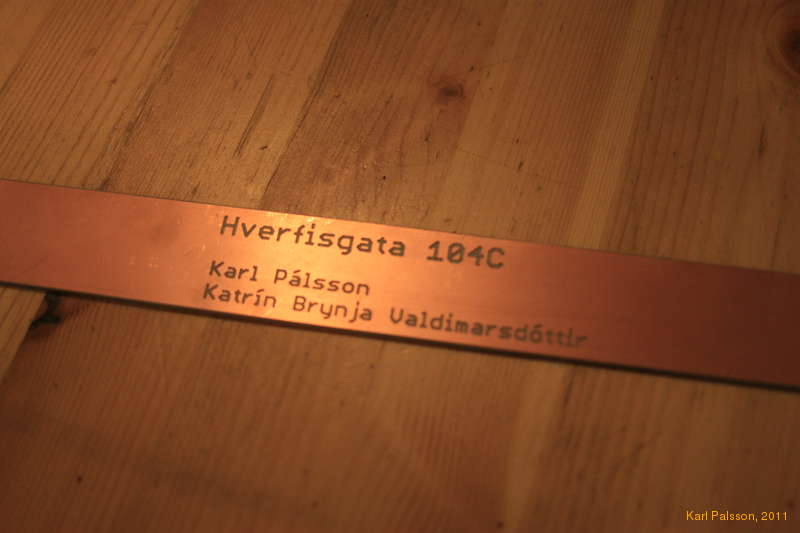 Hverfisgata 104C
Karl Pálsson
Katrín Brynja Valdimarsdóttir
Karl Palsson, 2011